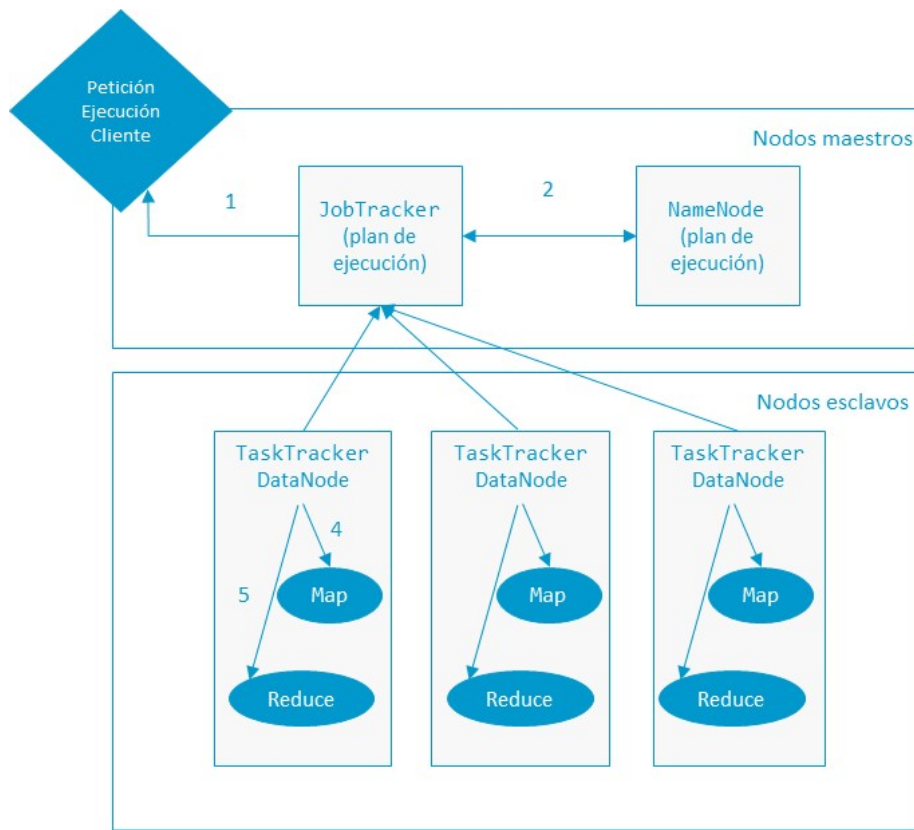 Petición
Ejecución
Cliente
Nodos maestros
1
2
JobTracker
(plan de
ejecución)
NameNode
(plan de
ejecución)
Nodos esclavos
TaskTracker
DataNode
TaskTracker
DataNode
TaskTracker
DataNode
4
5
Map
Map
Map
Reduce
Reduce
Reduce